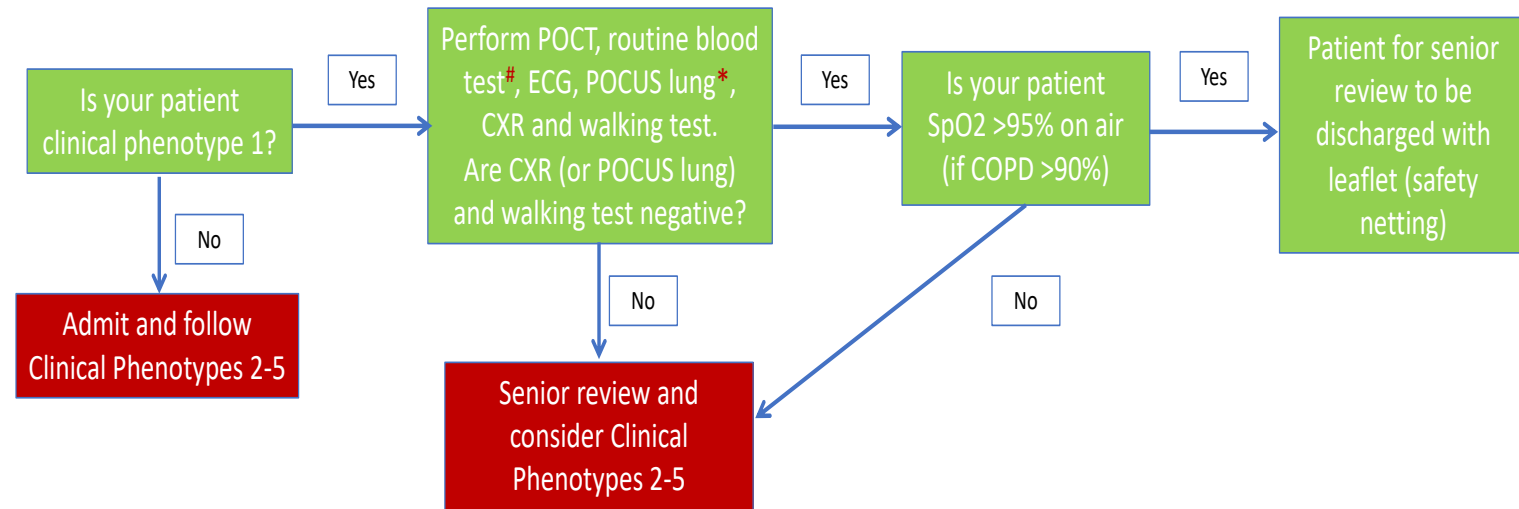 Is your patient
clinical phenotype 1?
Yes
No
Admit and follow
Clinical Phenotypes 2-5
Perform POCT, routine blood
test#, ECG, POCUS lung*,
CXR and walking test.
Are CXR (or POCUS lung)
and walking test negative?
Yes
No
Senior review and
consider Clinical
Phenotypes 2-5
Is your patient
SpO2 >95% on air
(if COPD >90%)
Yes
No
Patient for senior
review to be
discharged with
leaflet (safety
netting)